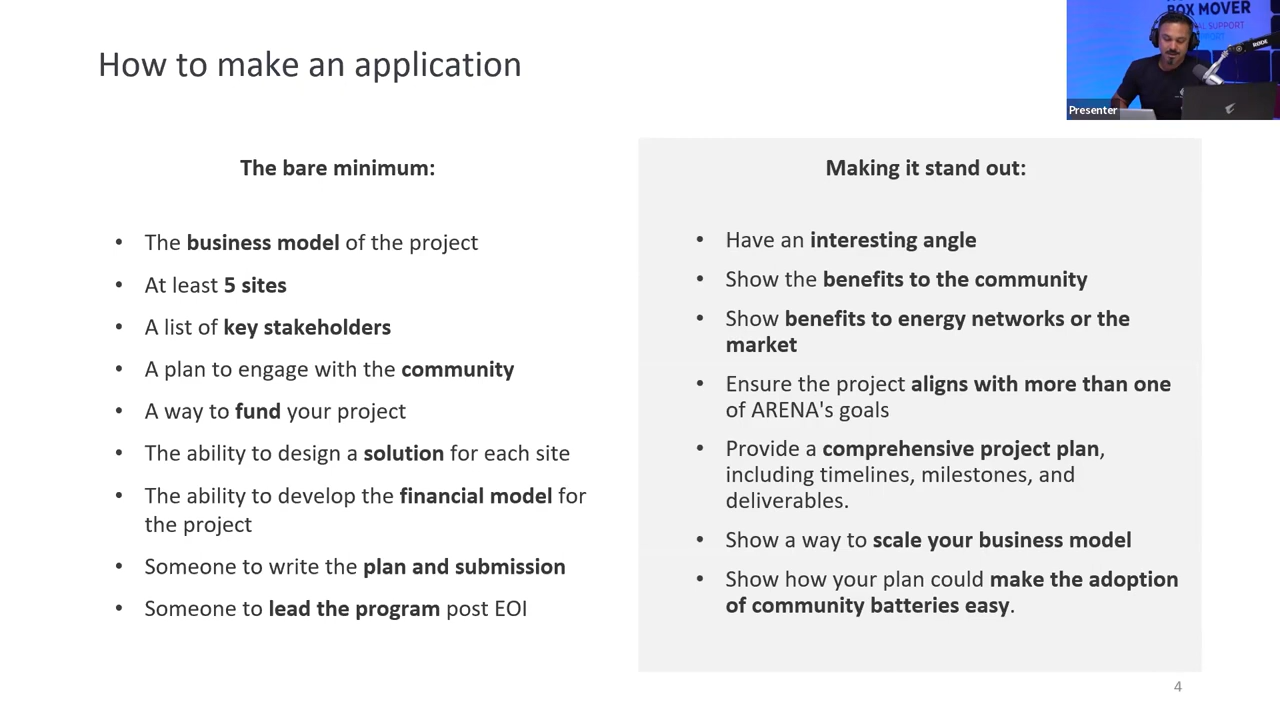 How to make an application
BOX MOVER
SUPPORT
PORT
RODE
Presenter
The bare minimum:
• The business model of the project
• At least 5 sites
• A list of key stakeholders
• A plan to engage with the community
• A way to fund your project
• The ability to design a solution for each site
• The ability to develop the financial model for
the project
• Someone to write the plan and submission
• Someone to lead the program post EOI
Making it stand out:
• Have an interesting angle
• Show the benefits to the community
• Show benefits to energy networks or the
market
• Ensure the project aligns with more than one
of ARENA's goals
• Provide a comprehensive project plan,
including timelines, milestones, and
deliverables.
• Show a way to scale your business model
• Show how your plan could make the adoption
of community batteries easy.
4